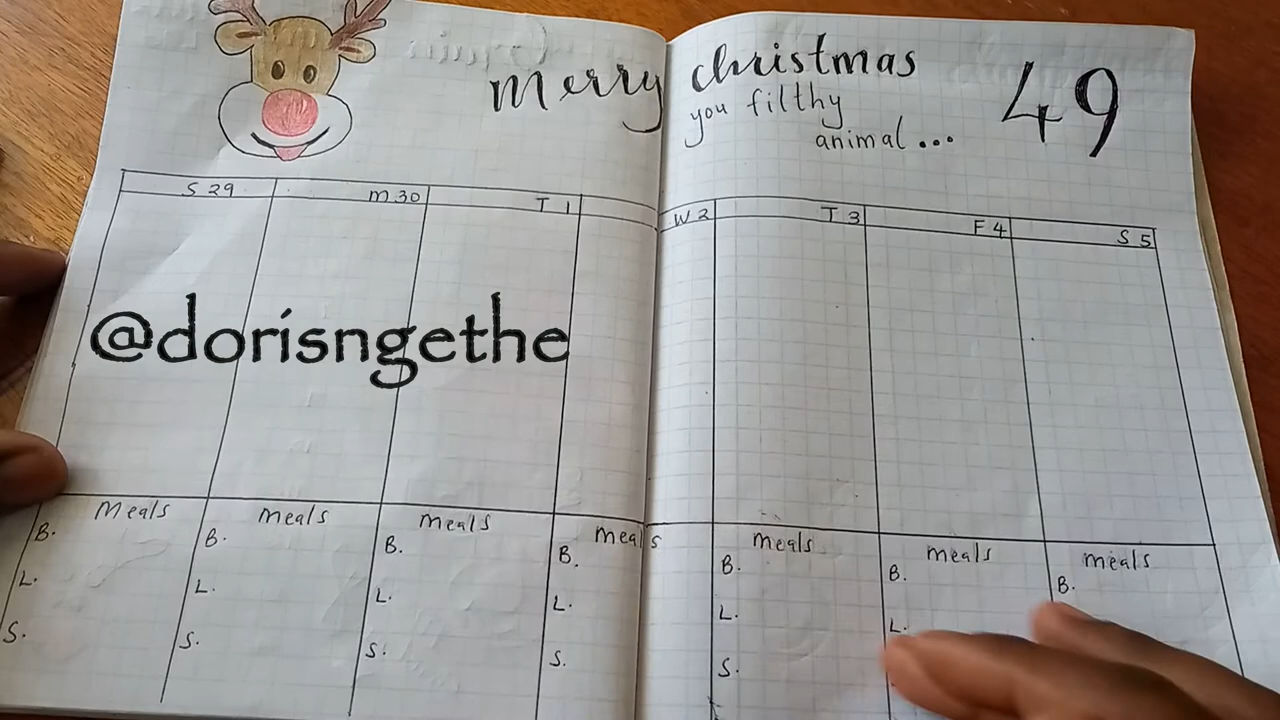 merry christmas
you filthy
animal...
49
S 29 M 30 T 1 W 2 T 3 F 4 S 5
@dorisngethe
Meals meals meals meals meals meals meals
B. B. B. B. B. B. B.
L. L. L. L. L. L.
S. S. S. S. S.